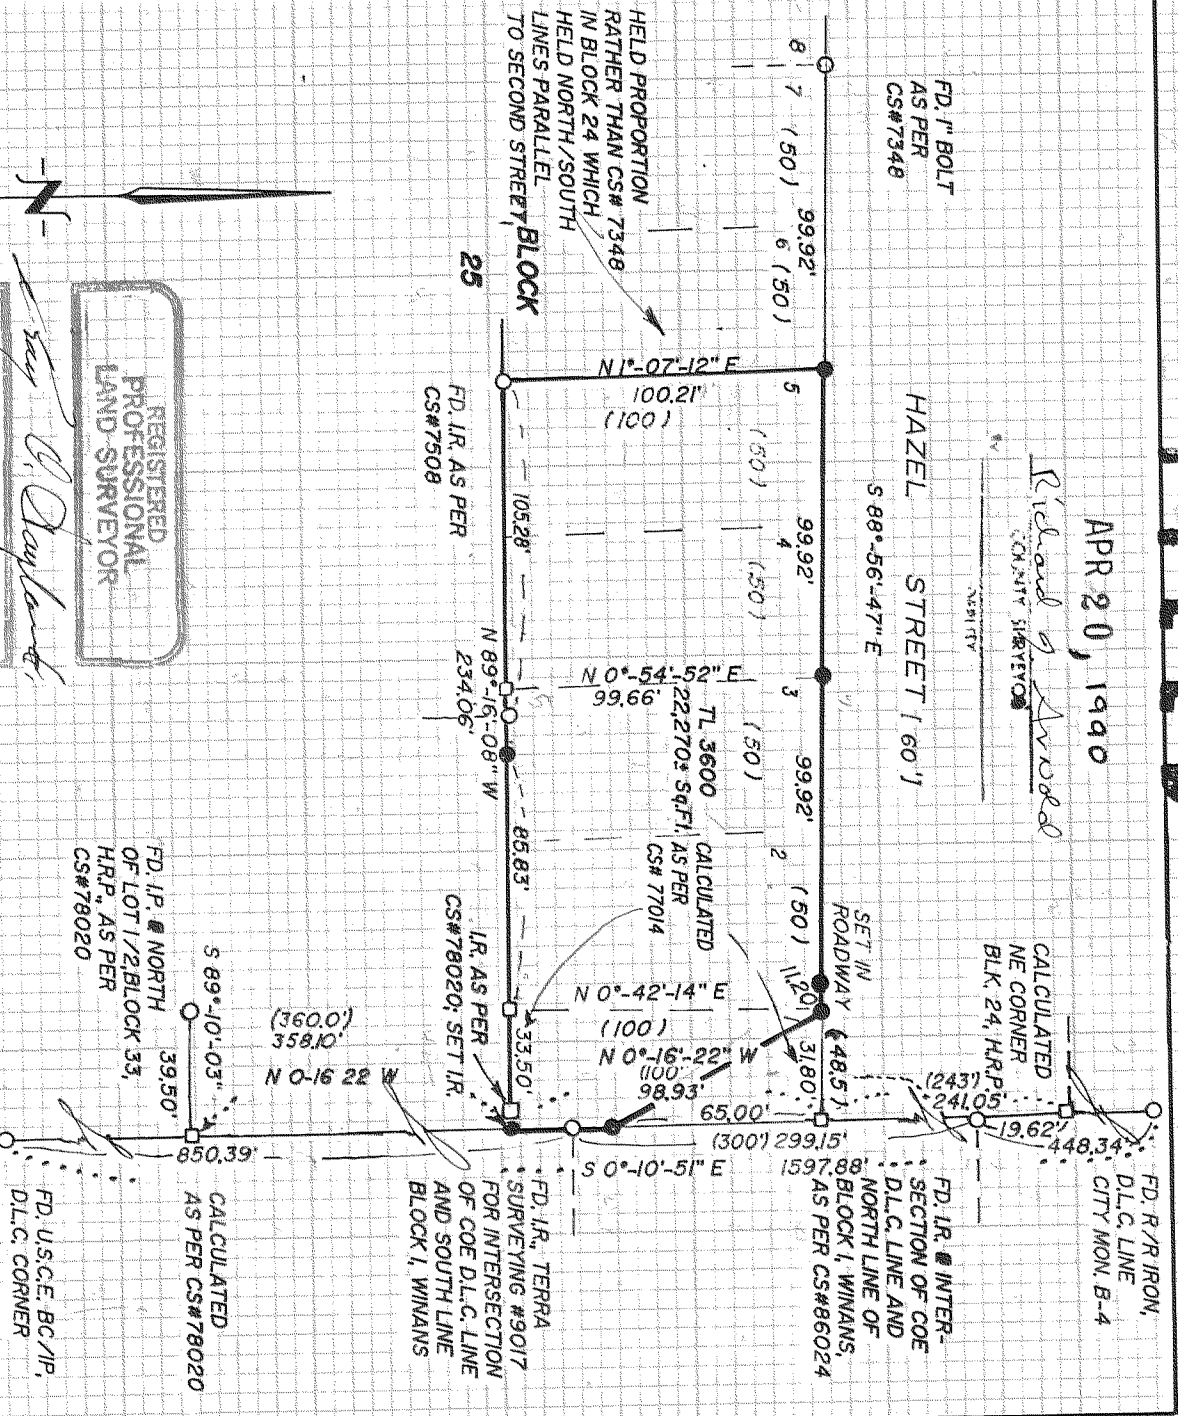 APR 20, 1990
Richard J. Arnold
COUNTY SURVEYOR
FD. 1" BOLT
AS PER
CS#7348
HAZEL STREET (60')
S 88°-56'-47" E
SET IN
ROADWAY
CALCULATED
NE CORNER
BLK. 24, H.R.P.
FD. R/R IRON,
D.L.C. LINE
CITY MON. B-4
8 7 (50) 99.92' 6 (50) 5 (50) 99.92' 4 (50) 3 (50) 99.92' 2 (50) 11.20'
31.80' (48.5')
(243')
241.05'
19.62'
448.34'
HELD PROPORTION
RATHER THAN CS# 7348
IN BLOCK 24 WHICH
HELD NORTH/SOUTH
LINES PARALLEL
TO SECOND STREET
BLOCK
25
N 1°-07'-12" E
100.21'
(100)
N 0°-54'-52" E
99.66'
TL 3600
22,270± Sq.Ft.
CALCULATED
AS PER
CS# 77014
N 0°-42'-14" E
(100)
N 0°-16'-22" W
(100'
98.93'
65.00'
(300') 299.15'
S 0°-10'-51" E
1597.88'
FD. I.R. @ INTER-
SECTION OF COE
D.L.C. LINE AND
NORTH LINE OF
BLOCK 1, WINANS,
AS PER CS#86024
105.28'
85.83'
33.50'
FD. I.R. AS PER
CS#7508
N 89°-16'-08" W
234.06'
I.R. AS PER
CS#78020; SET I.R.
FD. I.R., TERRA
SURVEYING #9017
FOR INTERSECTION
OF COE D.L.C. LINE
AND SOUTH LINE
BLOCK 1, WINANS
(360.0')
358.10'
N 0-16 22 W
S 89°-10'-03"
39.50'
850.39'
FD. I.P. @ NORTH
OF LOT 1/2, BLOCK 33,
H.R.P., AS PER
CS#78020
CALCULATED
AS PER CS#78020
FD. U.S.C.E. BC/IP,
D.L.C. CORNER
-N-
REGISTERED
PROFESSIONAL
LAND SURVEYOR